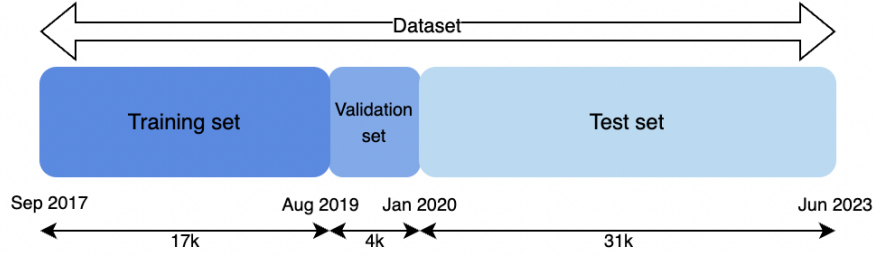 Dataset
Training set
Validation
set
Test set
Sep 2017
Aug 2019
Jan 2020
Jun 2023
17k
4k
31k